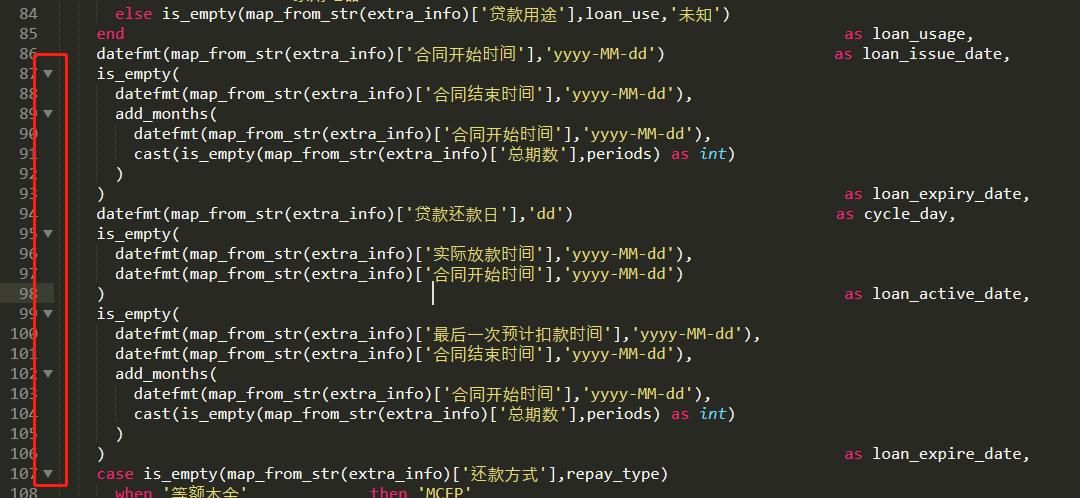 84 else is_empty(map_from_str(extra_info)['贷款用途'],loan_use,'未知')
85 end as loan_usage,
86 datefmt(map_from_str(extra_info)['合同开始时间'],'yyyy-MM-dd') as loan_issue_date,
87 is_empty(
88 datefmt(map_from_str(extra_info)['合同结束时间'],'yyyy-MM-dd'),
89 add_months(
90 datefmt(map_from_str(extra_info)['合同开始时间'],'yyyy-MM-dd'),
91 cast(is_empty(map_from_str(extra_info)['总期数'],periods) as int)
92 )
93 ) as loan_expiry_date,
94 datefmt(map_from_str(extra_info)['贷款还款日'],'dd') as cycle_day,
95 is_empty(
96 datefmt(map_from_str(extra_info)['实际放款时间'],'yyyy-MM-dd'),
97 datefmt(map_from_str(extra_info)['合同开始时间'],'yyyy-MM-dd')
98 ) as loan_active_date,
99 is_empty(
100 datefmt(map_from_str(extra_info)['最后一次预计扣款时间'],'yyyy-MM-dd'),
101 datefmt(map_from_str(extra_info)['合同结束时间'],'yyyy-MM-dd'),
102 add_months(
103 datefmt(map_from_str(extra_info)['合同开始时间'],'yyyy-MM-dd'),
104 cast(is_empty(map_from_str(extra_info)['总期数'],periods) as int)
105 )
106 ) as loan_expire_date,
107 case is_empty(map_from_str(extra_info)['还款方式'],repay_type)
108 when '等额本金' then 'MCEP'